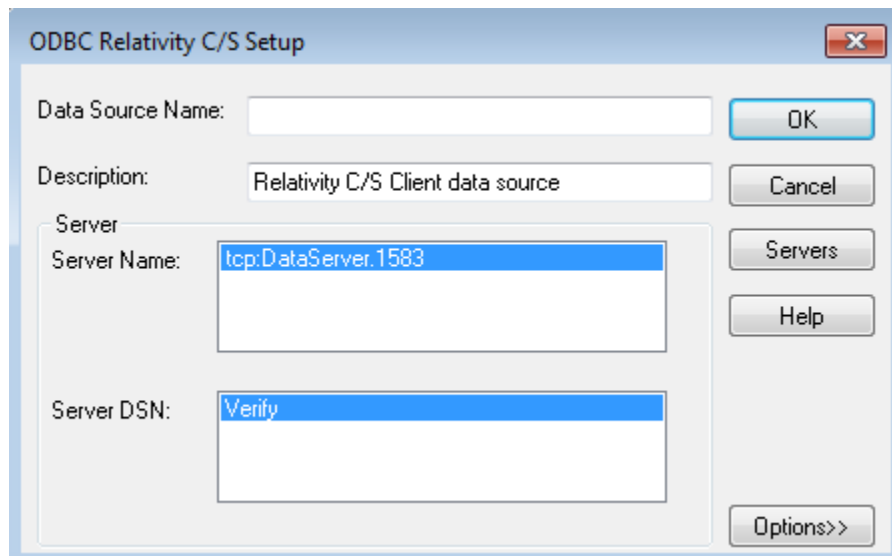 ODBC Relativity C/S Setup
Data Source Name:
OK
Description:
Relativity C/S Client data source
Cancel
Server
Server Name:
tcp:DataServer.1583
Servers
Help
Server DSN:
Verify
Options>>